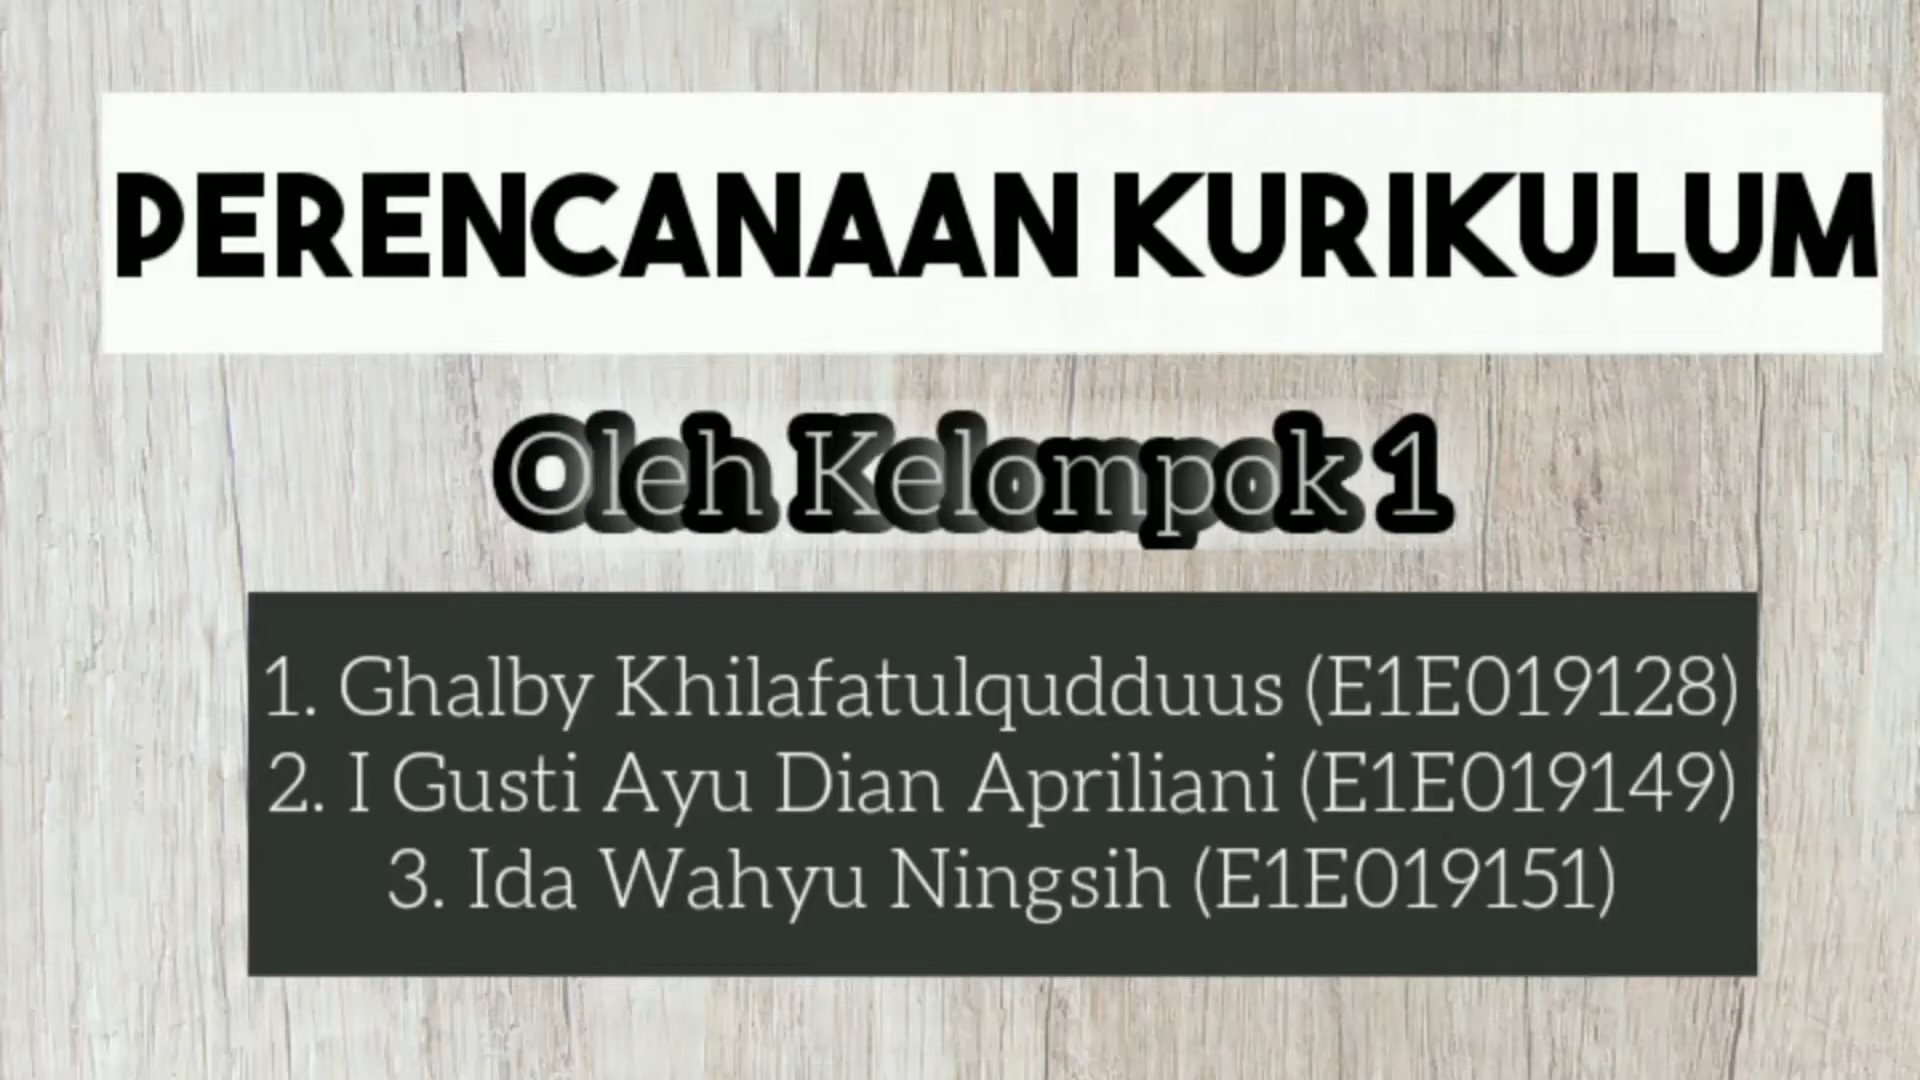 PERENCANAAN KURIKULUM
Oleh Kelompok 1
1. Ghalby Khilafatulqudduus (E1E019128)
2. I Gusti Ayu Dian Apriliani (E1E019149)
3. Ida Wahyu Ningsih (E1E019151)